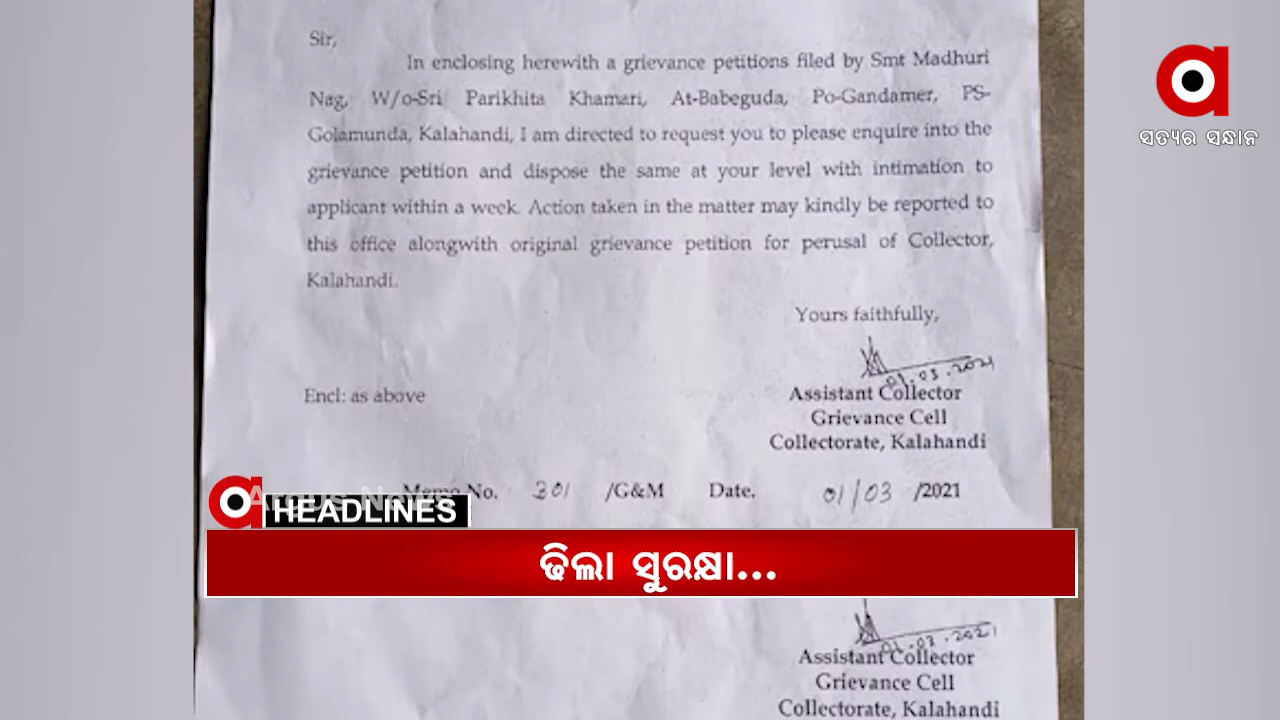 Sir,
In enclosing herewith a grievance petitions filed by Smt Madhuri
Nag, W/o-Sri Parikhita Khamari, At-Babeguda, Po-Gandamer, PS-
Golamunda, Kalahandi, I am directed to request you to please enquire into the
grievance petition and dispose the same at your level with intimation to
applicant within a week. Action taken in the matter may kindly be reported to
this office alongwith original grievance petition for perusal of Collector,
Kalahandi.
Yours faithfully,
01.03.2021
Encl: as above
Assistant Collector
Grievance Cell
Collectorate, Kalahandi
Memo No. 301 /G&M Date. 01/03 /2021
Argus News
HEADLINES
ଢିଲା ସୁରକ୍ଷା...
01.03.2021
Assistant Collector
Grievance Cell
Collectorate, Kalahandi
ସତ୍ୟର ସନ୍ଧାନ